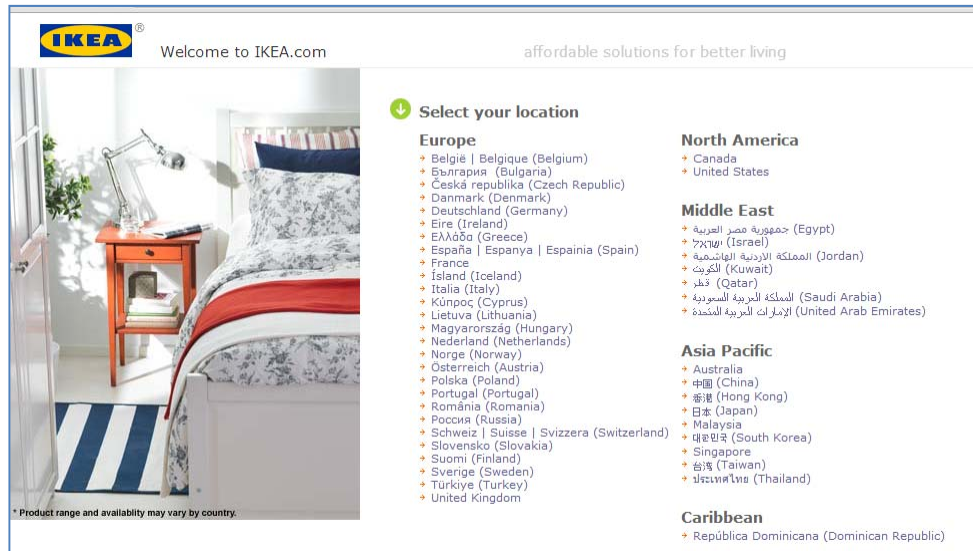 IKEA ®
Welcome to IKEA.com
affordable solutions for better living
Select your location
Europe
België | Belgique (Belgium)
България (Bulgaria)
Česká republika (Czech Republic)
Danmark (Denmark)
Deutschland (Germany)
Eire (Ireland)
Ελλάδα (Greece)
España | Espanya | Espainia (Spain)
France
Ísland (Iceland)
Italia (Italy)
Κύπρος (Cyprus)
Lietuva (Lithuania)
Magyarország (Hungary)
Nederland (Netherlands)
Norge (Norway)
Österreich (Austria)
Polska (Poland)
Portugal (Portugal)
România (Romania)
Россия (Russia)
Schweiz | Suisse | Svizzera (Switzerland)
Slovensko (Slovakia)
Suomi (Finland)
Sverige (Sweden)
Türkiye (Turkey)
United Kingdom
North America
Canada
United States
Middle East
جمهورية مصر العربية (Egypt)
ישראל (Israel)
المملكة الاردنية الهاشمية (Jordan)
الكويت (Kuwait)
قطر (Qatar)
المملكة العربية السعودية (Saudi Arabia)
الإمارات العربية المتحدة (United Arab Emirates)
Asia Pacific
Australia
中国 (China)
香港 (Hong Kong)
日本 (Japan)
Malaysia
대한민국 (South Korea)
Singapore
台湾 (Taiwan)
ประเทศไทย (Thailand)
Caribbean
República Dominicana (Dominican Republic)
* Product range and availablity may vary by country.